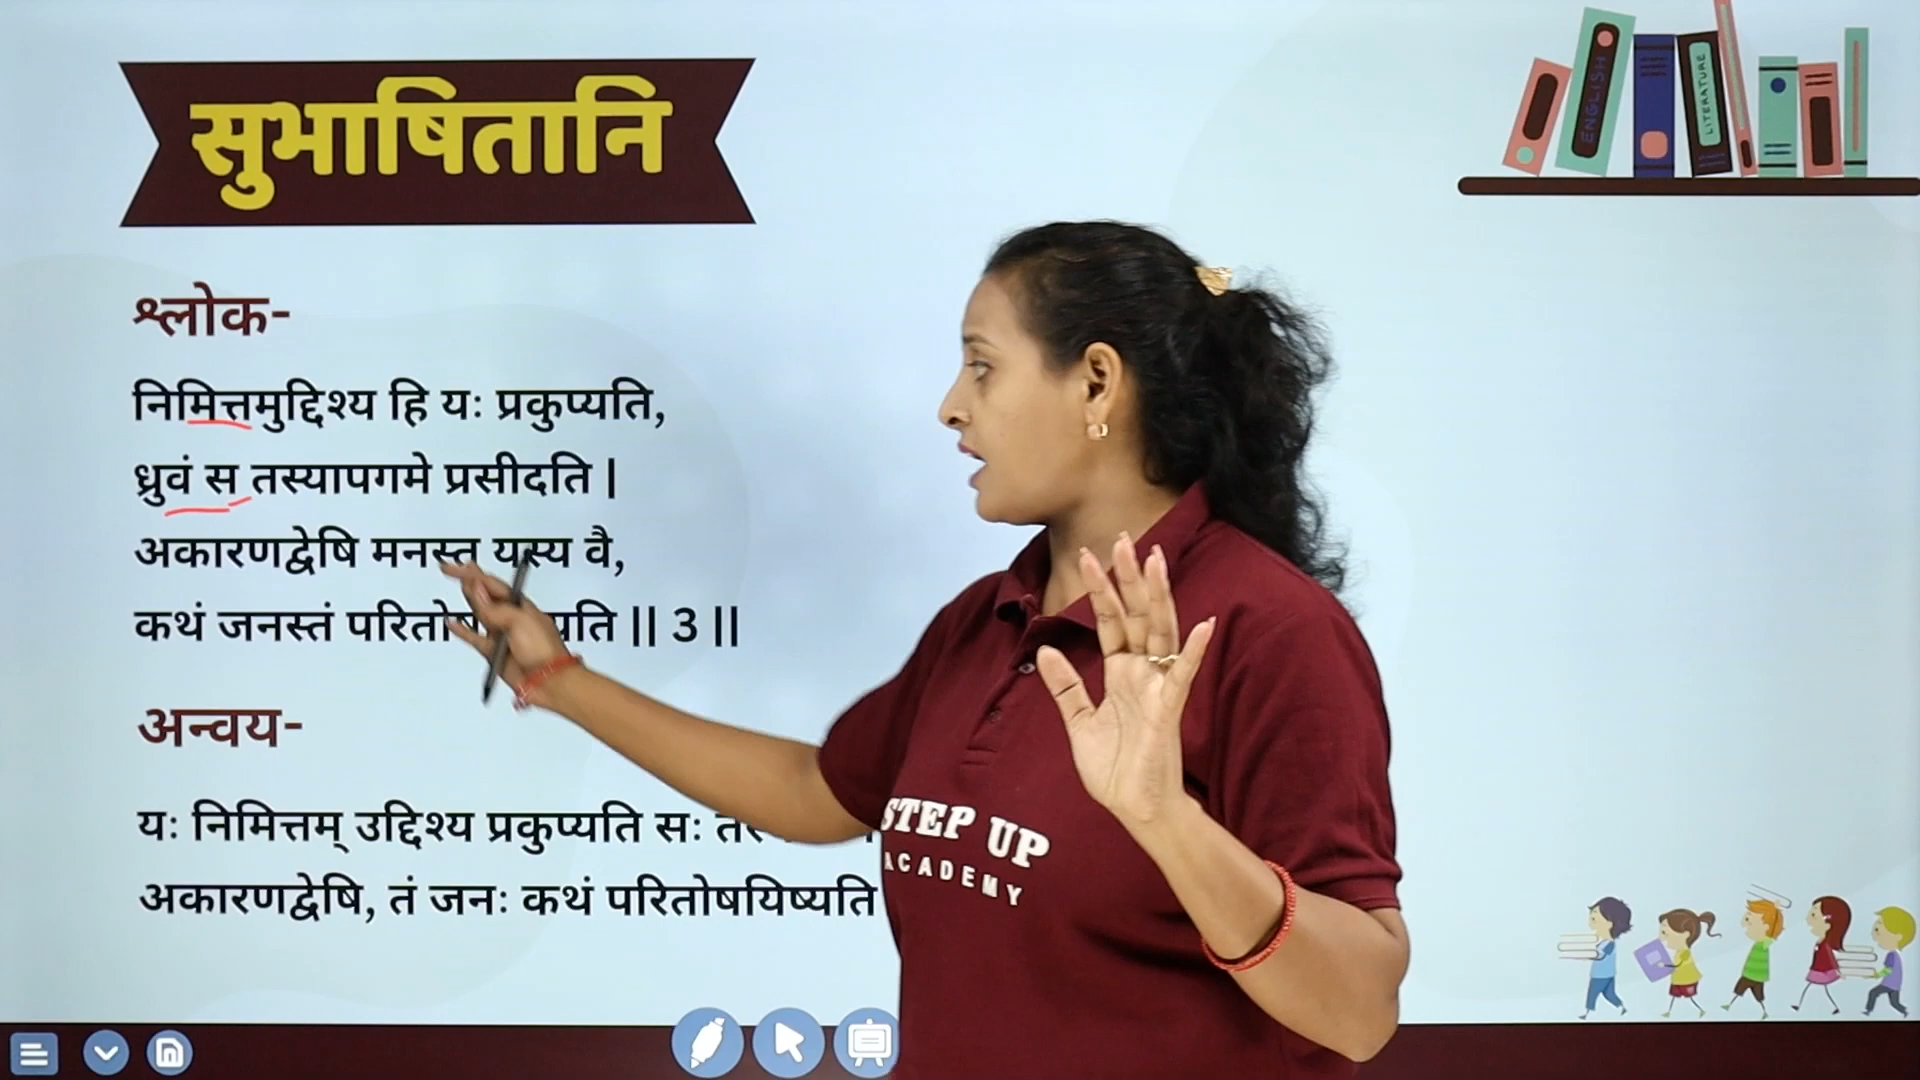 सुभाषितानि
ENGLISH
LITERATURE
श्लोक-
निमित्तमुद्दिश्य हि यः प्रकुप्यति,
ध्रुवं स तस्यापगमे प्रसीदति |
अकारणद्वेषि मनस्त यस्य वै,
कथं जनस्तं || 3 ||
अन्वय-
यः निमित्तम् उद्दिश्य प्रकुप्यति सः
अकारणद्वेषि, तं जनः कथं परितोषयिष्यति
STEP UP
ACADEMY